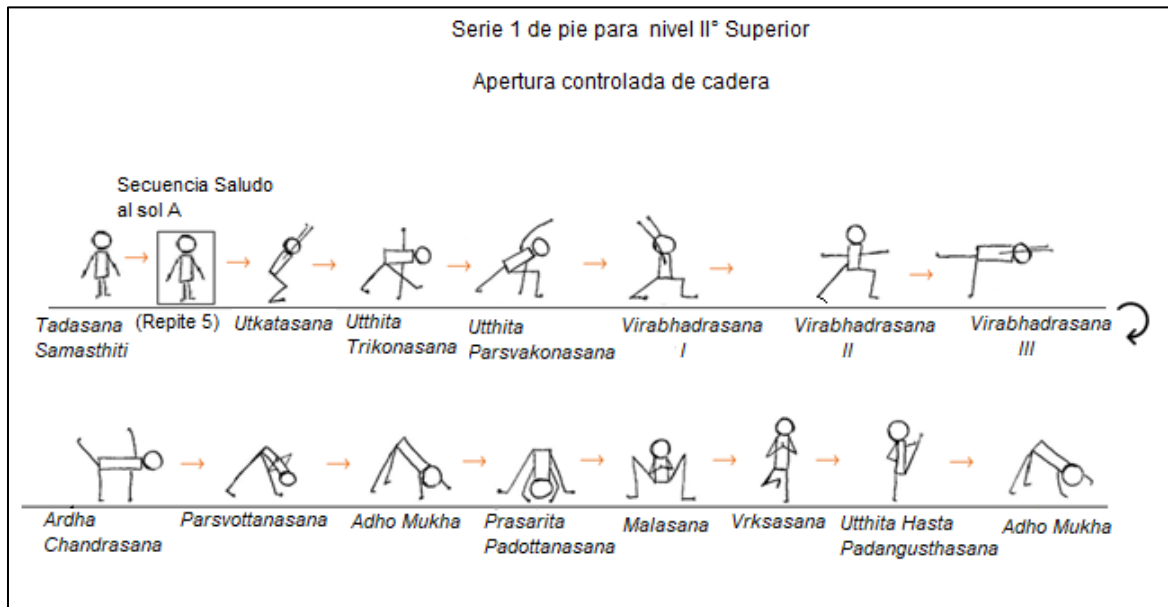 Serie 1 de pie para nivel II° Superior
Apertura controlada de cadera
Secuencia Saludo
al sol A
Tadasana
Samasthiti
(Repite 5)
Utkatasana
Utthita
Trikonasana
Utthita
Parsvakonasana
Virabhadrasana
I
Virabhadrasana
II
Virabhadrasana
III
Ardha
Chandrasana
Parsvottanasana
Adho Mukha
Prasarita
Padottanasana
Malasana
Vrksasana
Utthita Hasta
Padangusthasana
Adho Mukha